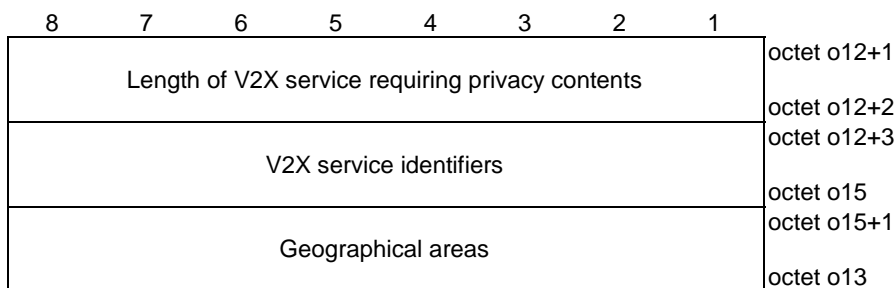 8 7 6 5 4 3 2 1
octet o12+1
Length of V2X service requiring privacy contents
octet o12+2
octet o12+3
V2X service identifiers
octet o15
octet o15+1
Geographical areas
octet o13